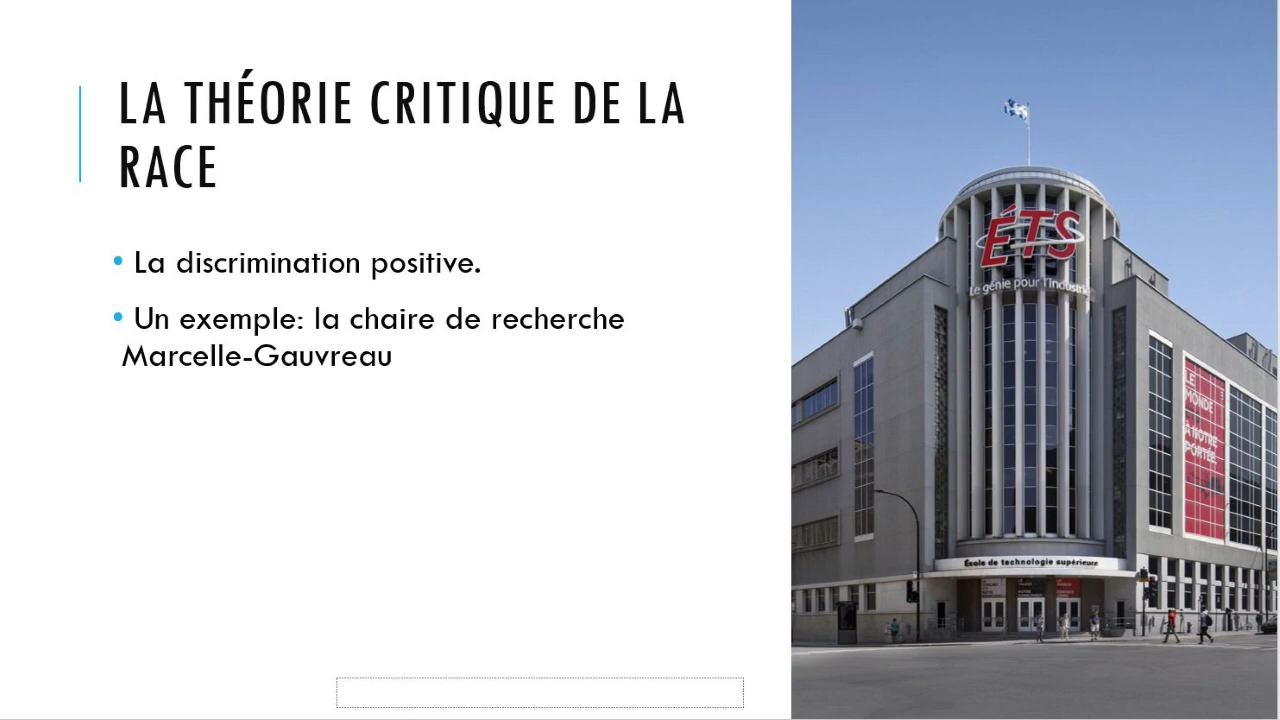 LA THÉORIE CRITIQUE DE LA
RACE
• La discrimination positive.
• Un exemple: la chaire de recherche
Marcelle-Gauvreau
ÉTS
Le génie pour l'industrie
LE
MONDE
À NOTRE
PORTÉE
École de technologie supérieure